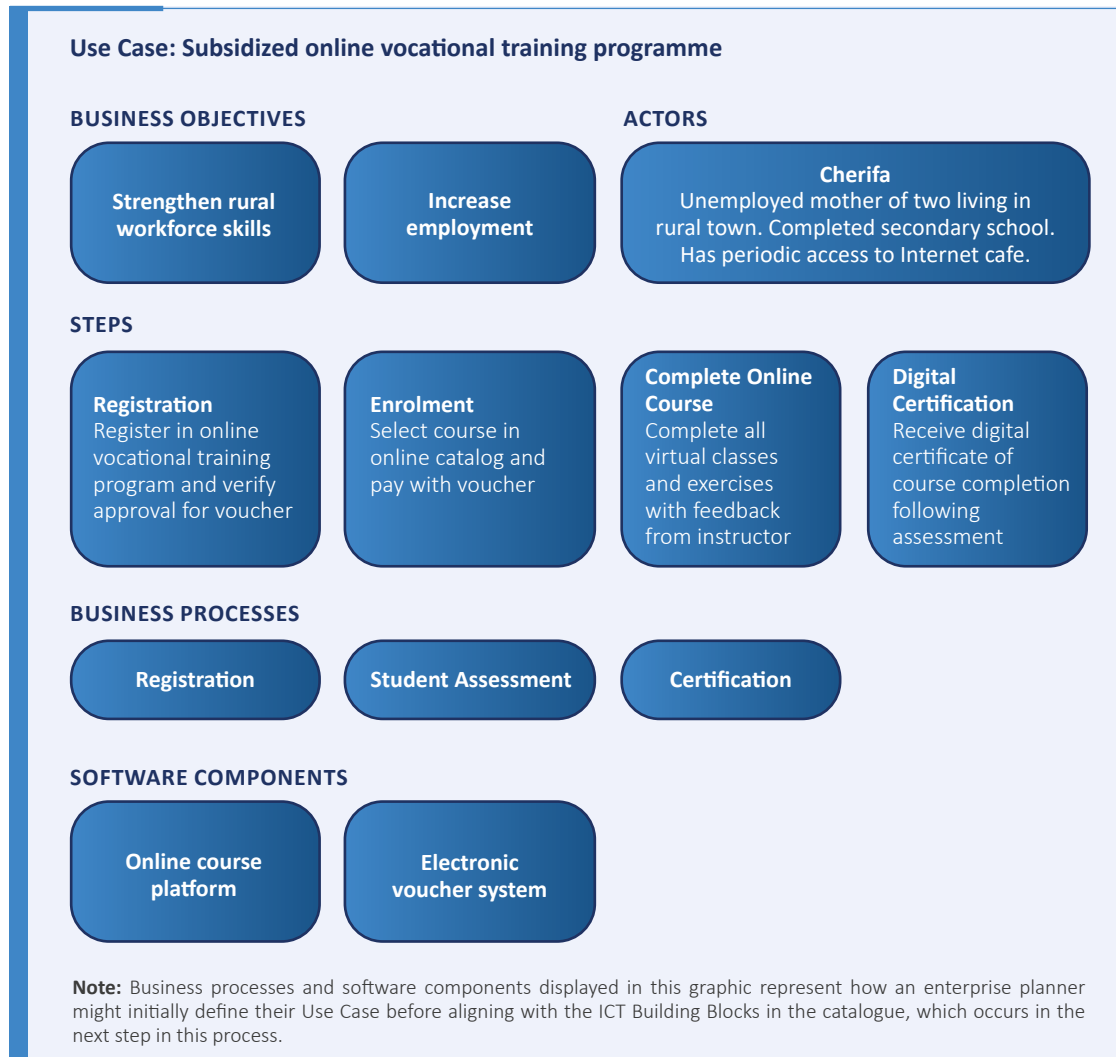 Use Case: Subsidized online vocational training programme
BUSINESS OBJECTIVES
Strengthen rural
workforce skills
Increase
employment
ACTORS
Cherifa
Unemployed mother of two living in
rural town. Completed secondary school.
Has periodic access to Internet cafe.
STEPS
Registration
Register in online
vocational training
program and verify
approval for voucher
Enrolment
Select course in
online catalog and
pay with voucher
Complete Online
Course
Complete all
virtual classes
and exercises
with feedback
from instructor
Digital
Certification
Receive digital
certificate of
course completion
following
assessment
BUSINESS PROCESSES
Registration
Student Assessment
Certification
SOFTWARE COMPONENTS
Online course
platform
Electronic
voucher system
Note: Business processes and software components displayed in this graphic represent how an enterprise planner
might initially define their Use Case before aligning with the ICT Building Blocks in the catalogue, which occurs in the
next step in this process.